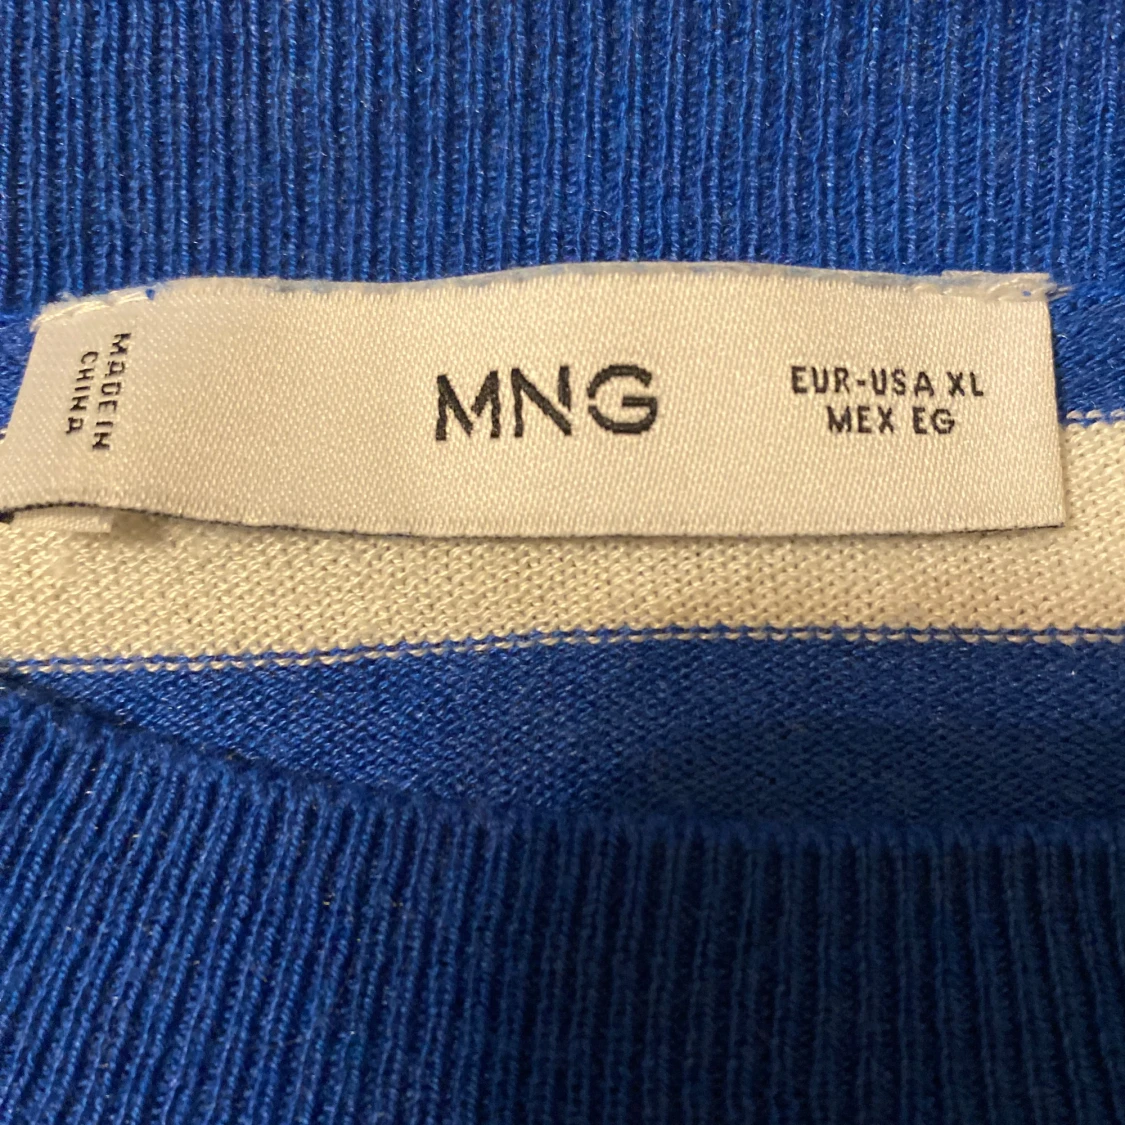 MADE IN
CHINA
MNG
EUR-USA XL
MEX EG